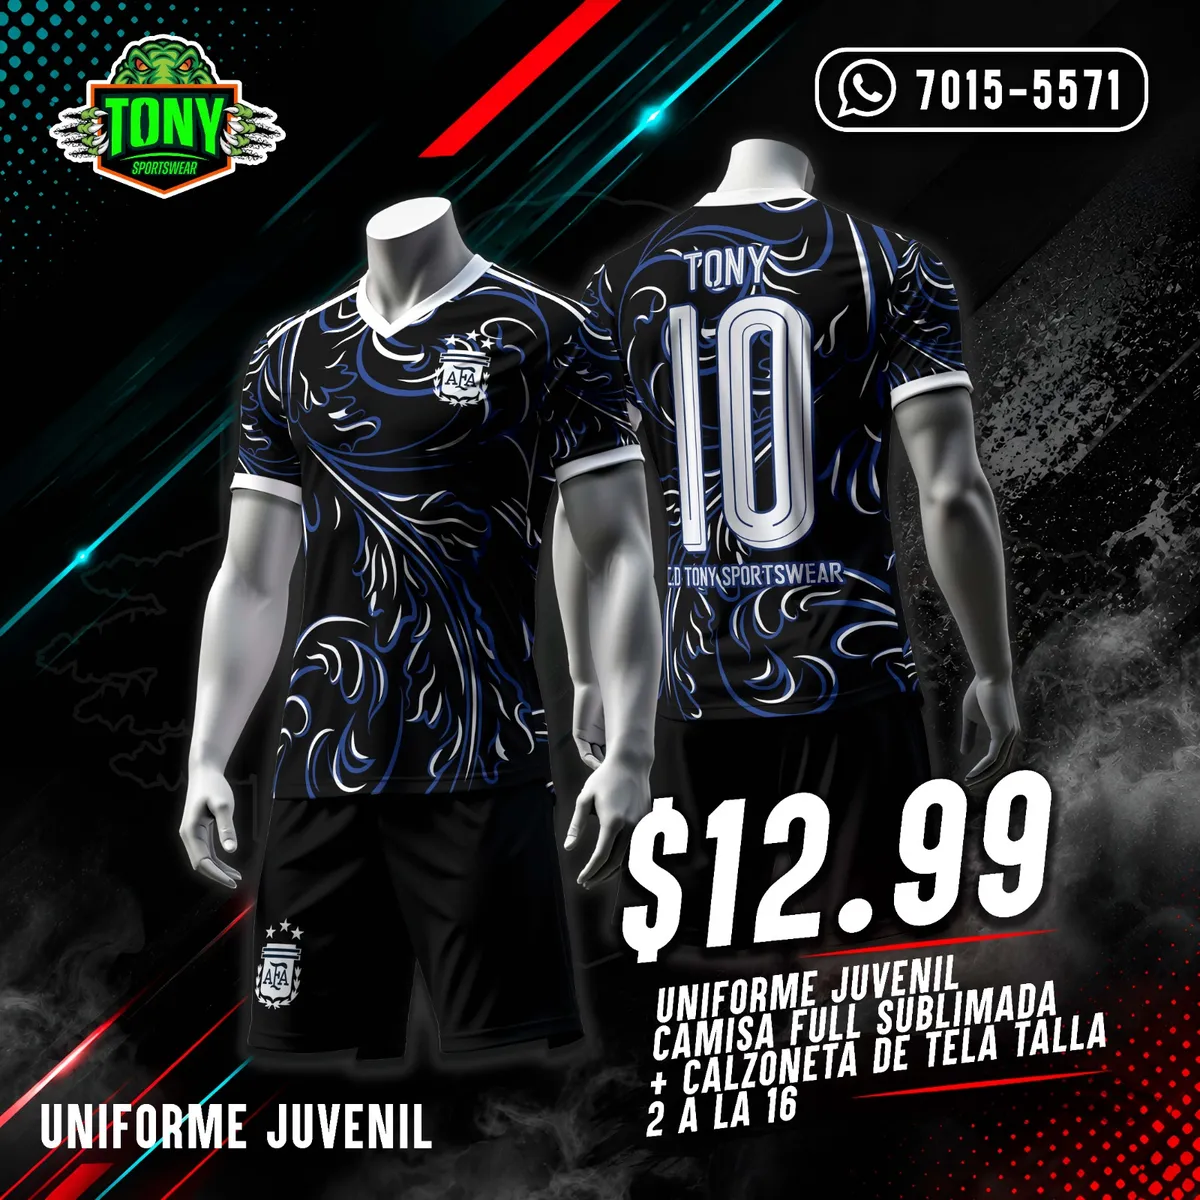 TONY
SPORTSWEAR
7015-5571
TONY
10
C.D TONY SPORTSWEAR
AFA
AFA
$12.99
UNIFORME JUVENIL
CAMISA FULL SUBLIMADA
+ CALZONETA DE TELA TALLA
2 A LA 16
UNIFORME JUVENIL